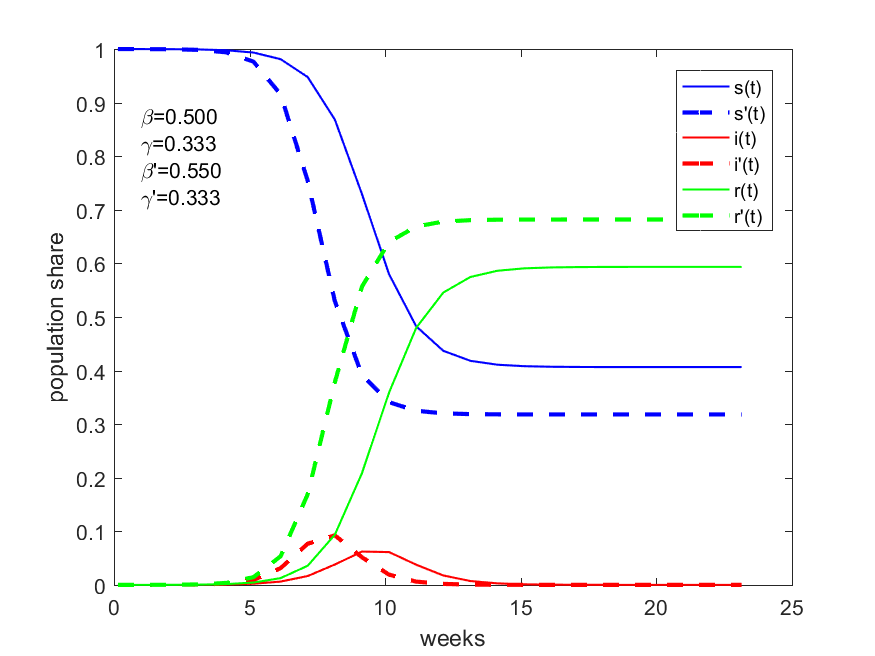 1
0.9
0.8
0.7
0.6
0.5
0.4
0.3
0.2
0.1
0
population share
β=0.500
γ=0.333
β'=0.550
γ'=0.333
s(t)
s'(t)
i(t)
i'(t)
r(t)
r'(t)
0 5 10 15 20 25
weeks